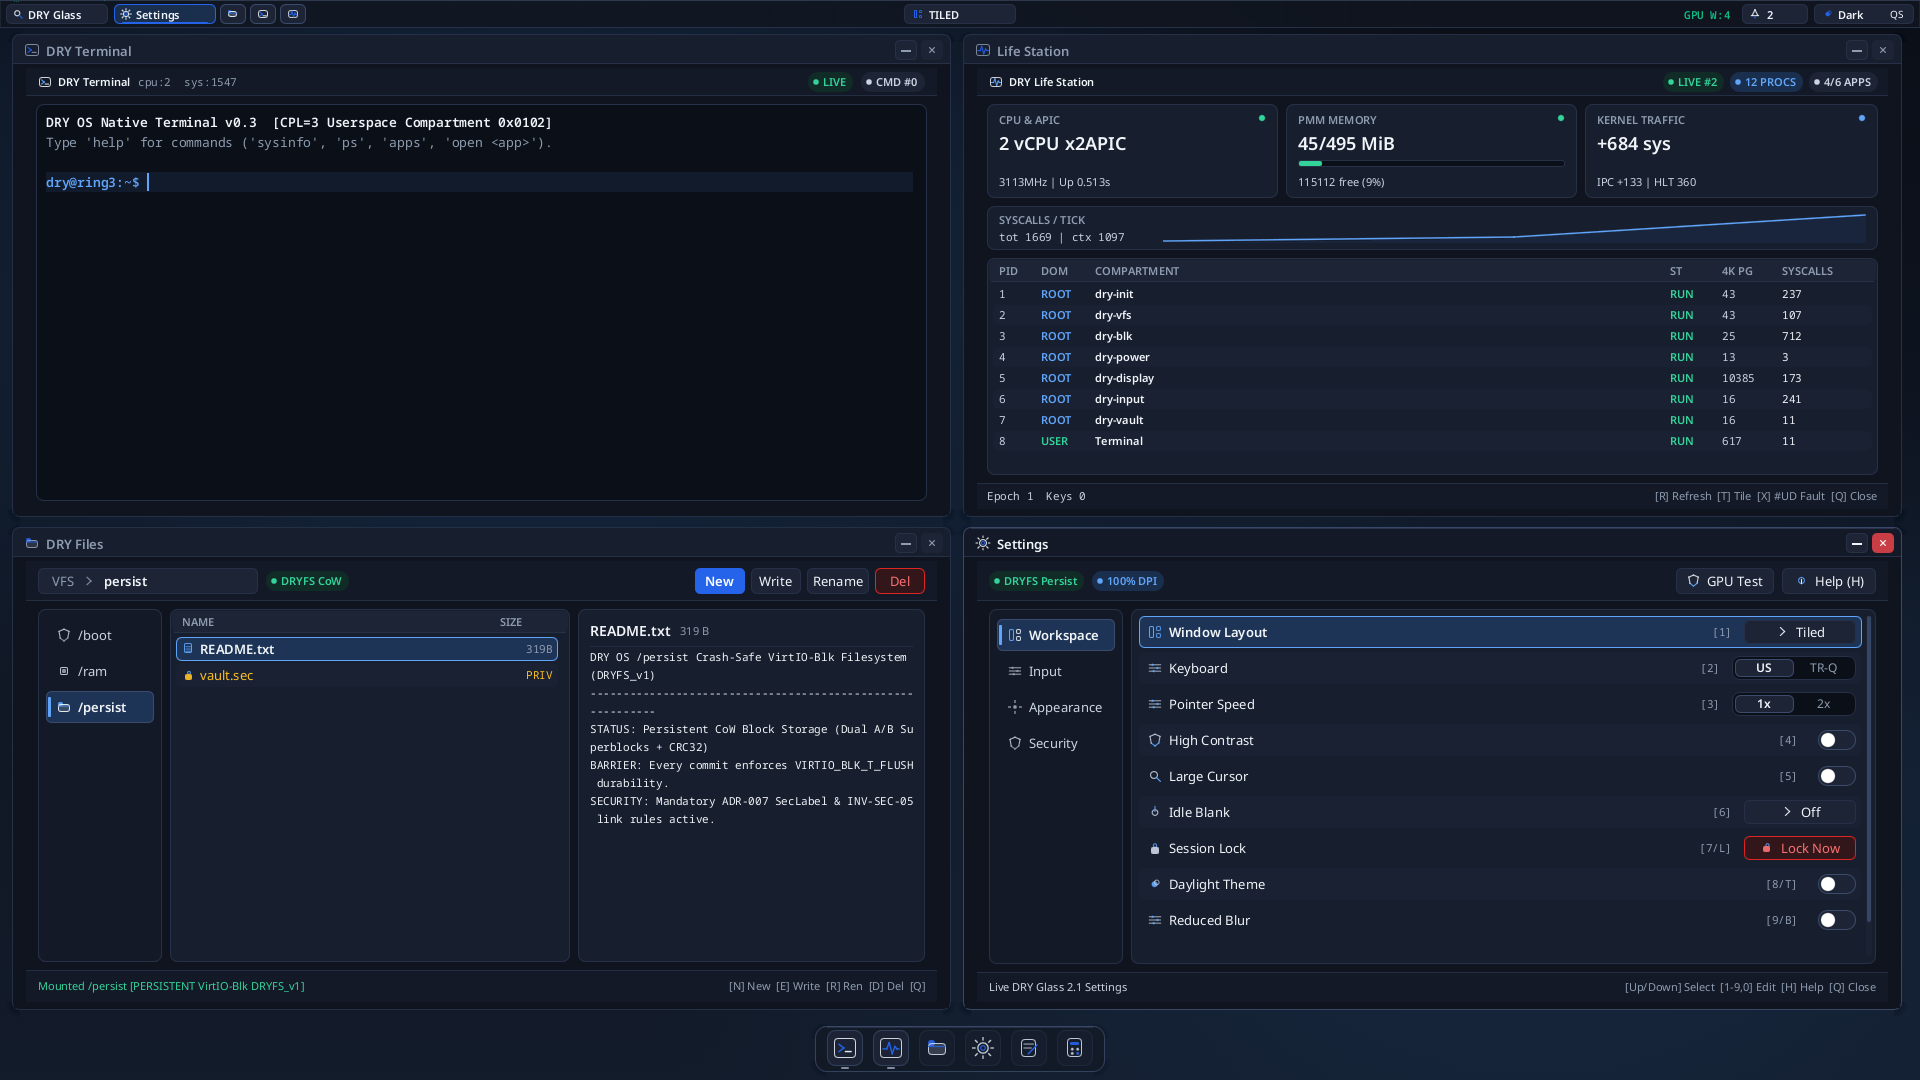 DRY Glass
Settings
TILED
GPU W:4
2
Dark
QS
DRY Terminal
DRY Terminal cpu:2 sys:1547
LIVE
CMD #0
DRY OS Native Terminal v0.3 [CPL=3 Userspace Compartment 0x0102]
Type 'help' for commands ('sysinfo', 'ps', 'apps', 'open <app>').
dry@ring3:~$
Life Station
DRY Life Station
LIVE #2
12 PROCS
4/6 APPS
CPU & APIC
2 vCPU x2APIC
3113MHz | Up 0.513s
PMM MEMORY
45/495 MiB
115112 free (9%)
KERNEL TRAFFIC
+684 sys
IPC +133 | HLT 360
SYSCALLS / TICK
tot 1669 | ctx 1097
PID DOM COMPARTMENT ST 4K PG SYSCALLS
1 ROOT dry-init RUN 43 237
2 ROOT dry-vfs RUN 43 107
3 ROOT dry-blk RUN 25 712
4 ROOT dry-power RUN 13 3
5 ROOT dry-display RUN 10385 173
6 ROOT dry-input RUN 16 241
7 ROOT dry-vault RUN 16 11
8 USER Terminal RUN 617 11
Epoch 1 Keys 0
[R] Refresh [T] Tile [X] #UD Fault [Q] Close
DRY Files
VFS > persist
DRYFS CoW
New
Write
Rename
Del
/boot
/ram
/persist
NAME SIZE
README.txt 319B
vault.sec PRIV
README.txt 319 B
DRY OS /persist Crash-Safe VirtIO-Blk Filesystem
(DRYFS_v1)
-------------------------------------------------
----------
STATUS: Persistent CoW Block Storage (Dual A/B Su
perblocks + CRC32)
BARRIER: Every commit enforces VIRTIO_BLK_T_FLUSH
durability.
SECURITY: Mandatory ADR-007 SecLabel & INV-SEC-05
link rules active.
Mounted /persist [PERSISTENT VirtIO-Blk DRYFS_v1]
[N] New [E] Write [R] Ren [D] Del [Q]
Settings
DRYFS Persist
100% DPI
GPU Test
Help (H)
Workspace
Input
Appearance
Security
Window Layout [1] > Tiled
Keyboard [2] US TR-Q
Pointer Speed [3] 1x 2x
High Contrast [4]
Large Cursor [5]
Idle Blank [6] > Off
Session Lock [7/L] Lock Now
Daylight Theme [8/T]
Reduced Blur [9/B]
Live DRY Glass 2.1 Settings
[Up/Down] Select [1-9,0] Edit [H] Help [Q] Close